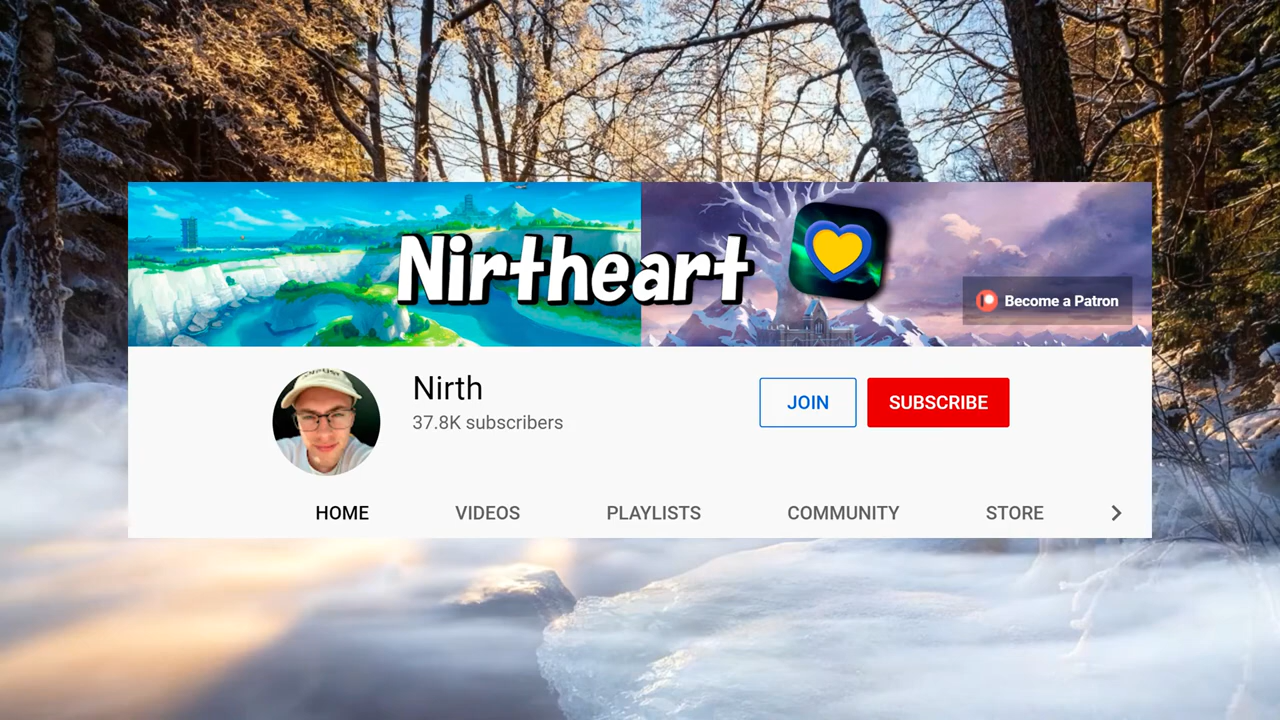 Nirtheart
Become a Patron
Nirth
37.8K subscribers
JOIN
SUBSCRIBE
HOME
VIDEOS
PLAYLISTS
COMMUNITY
STORE